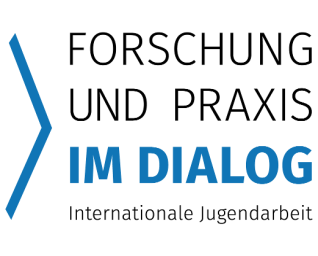 FORSCHUNG
UND PRAXIS
IM DIALOG
Internationale Jugendarbeit